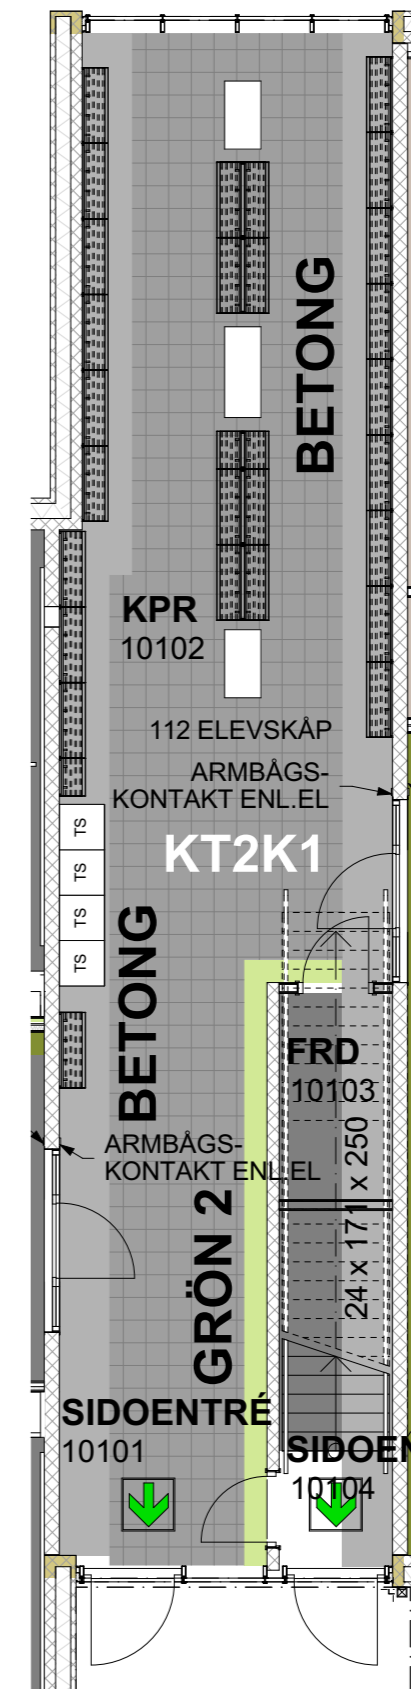 BETONG
KPR
10102
112 ELEVSKÅP
ARMBÅGS-
KONTAKT ENL.EL
KT2K1
TS
TS
TS
TS
BETONG
FRD
10103
ARMBÅGS-
KONTAKT ENL.EL
24 x 171 x 250
GRÖN 2
SIDOENTRÉ
10101
SIDOEN
10104